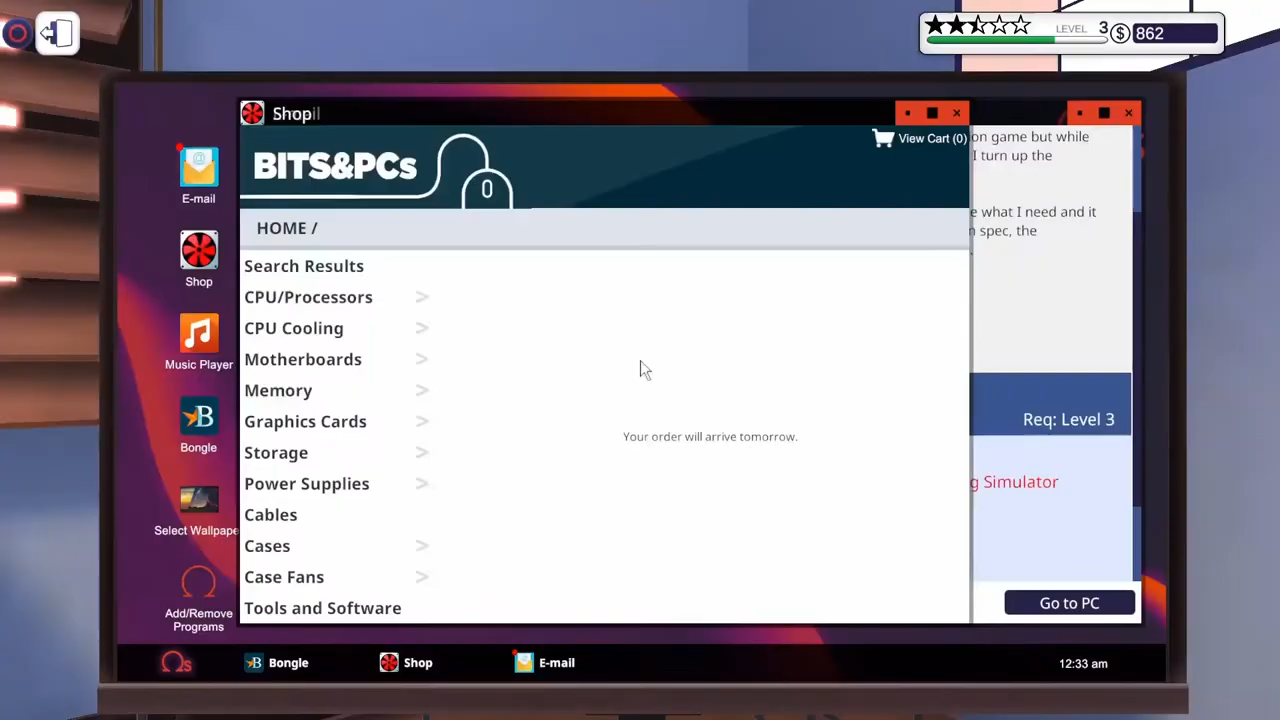 LEVEL 3 $ 862
Shop
BITS&PCs
View Cart (0)
HOME /
Search Results
CPU/Processors >
CPU Cooling >
Motherboards >
Memory >
Graphics Cards >
Storage >
Power Supplies >
Cables
Cases >
Case Fans >
Tools and Software
Your order will arrive tomorrow.
on game but while
I turn up the
e what I need and it
spec, the
Req: Level 3
g Simulator
Go to PC
E-mail
Shop
Music Player
Bongle
Select Wallpape
Add/Remove
Programs
Bongle
Shop
E-mail
12:33 am